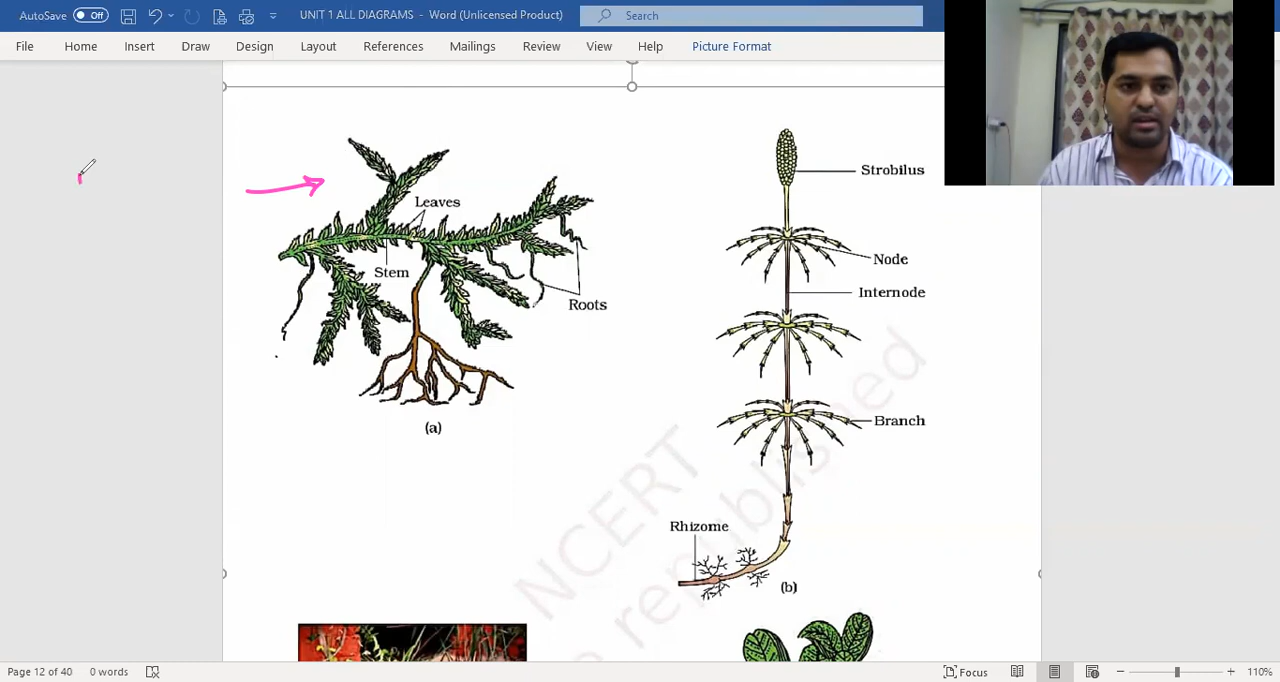 AutoSave Off
UNIT 1 ALL DIAGRAMS - Word (Unlicensed Product)
Search
File Home Insert Draw Design Layout References Mailings Review View Help Picture Format
Strobilus
Leaves
Node
Stem
Internode
Roots
Branch
(a)
Rhizome
(b)
NCERT
republished
Page 12 of 40 0 words
Focus
110%